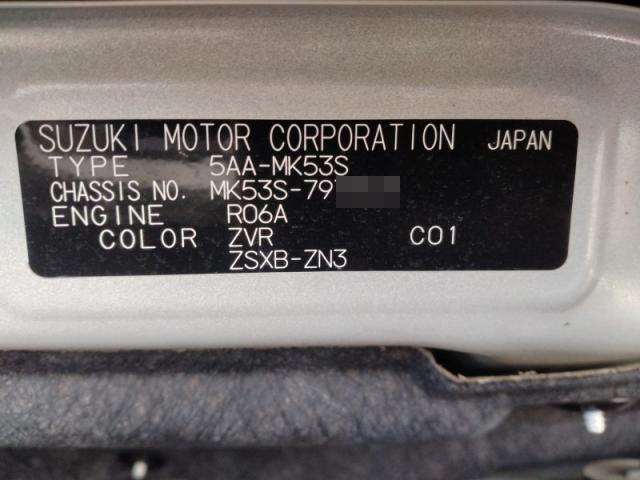 SUZUKI MOTOR CORPORATION JAPAN
TYPE 5AA-MK53S
CHASSIS NO. MK53S-79
ENGINE R06A
COLOR ZVR C01
ZSXB-ZN3